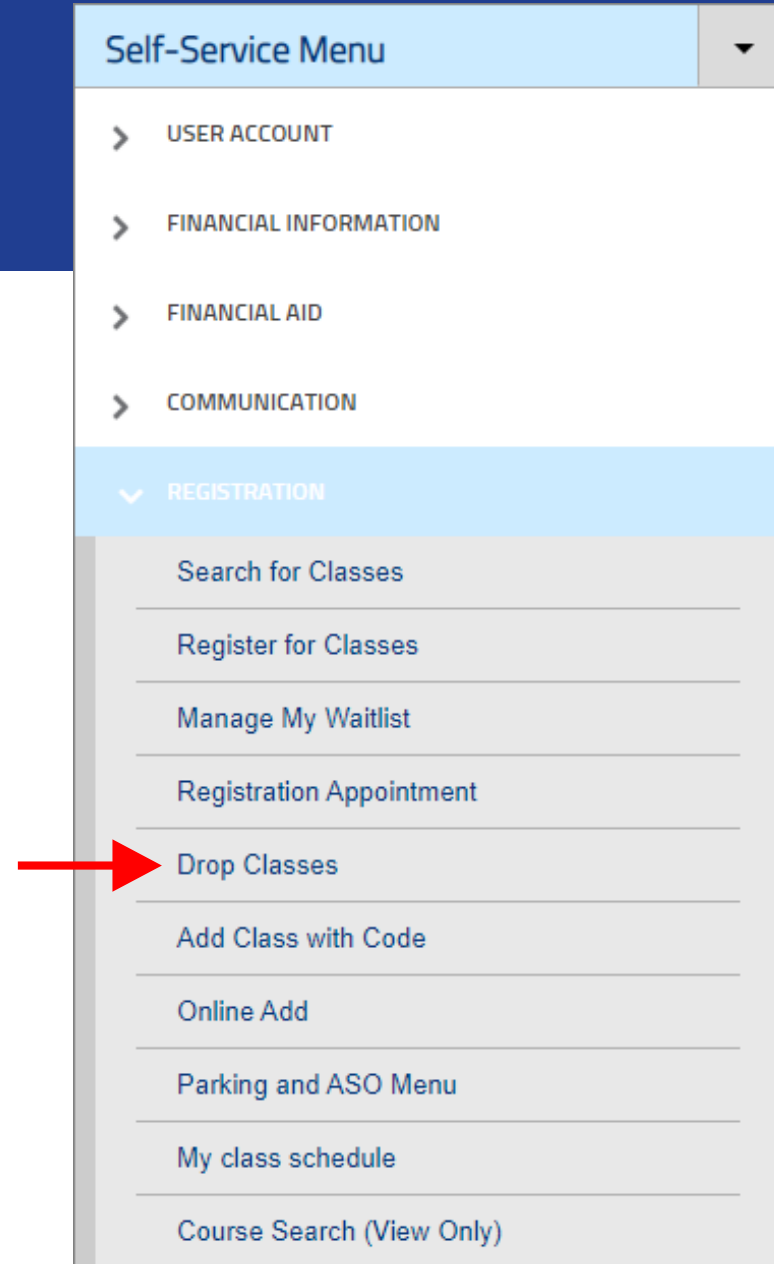 Self-Service Menu
USER ACCOUNT
FINANCIAL INFORMATION
FINANCIAL AID
COMMUNICATION
REGISTRATION
Search for Classes
Register for Classes
Manage My Waitlist
Registration Appointment
Drop Classes
Add Class with Code
Online Add
Parking and ASO Menu
My class schedule
Course Search (View Only)